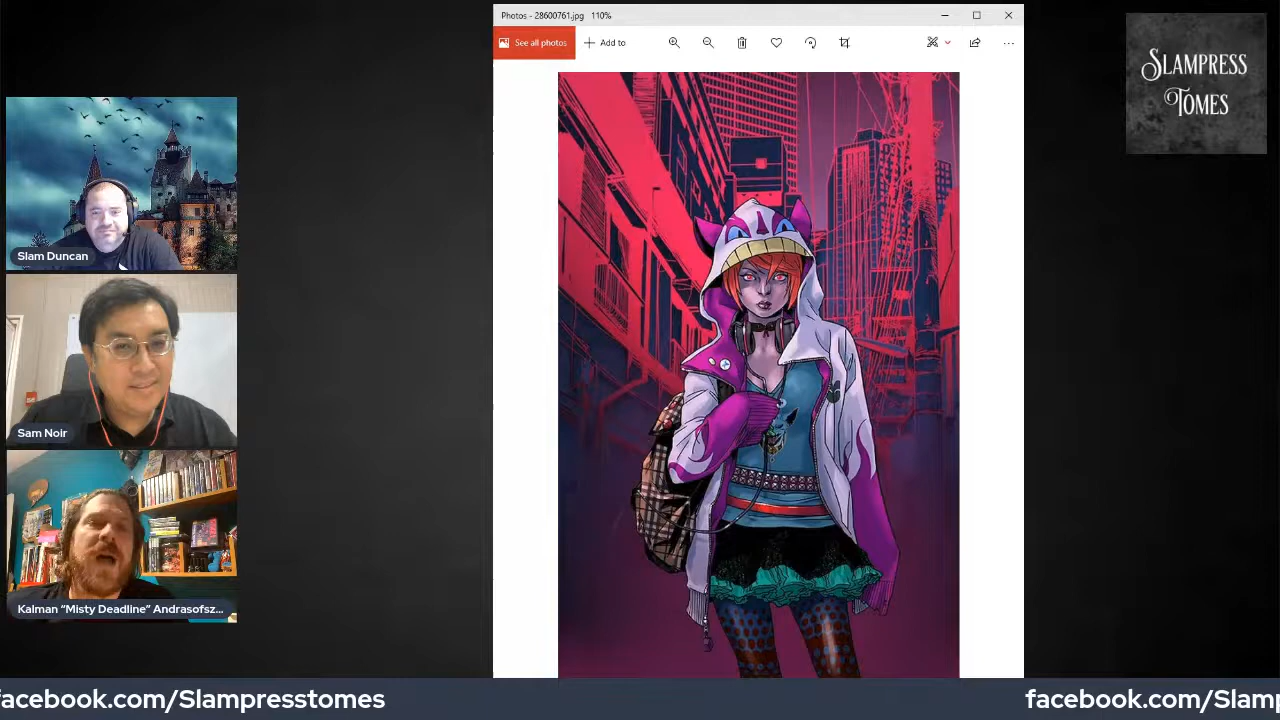 Photos - 28600761.jpg 110%
See all photos
Add to
SLAMPRESS
TOMES
Slam Duncan
Sam Noir
Kalman “Misty Deadline” Andrasofsz...
facebook.com/Slampresstomes
facebook.com/Slamp